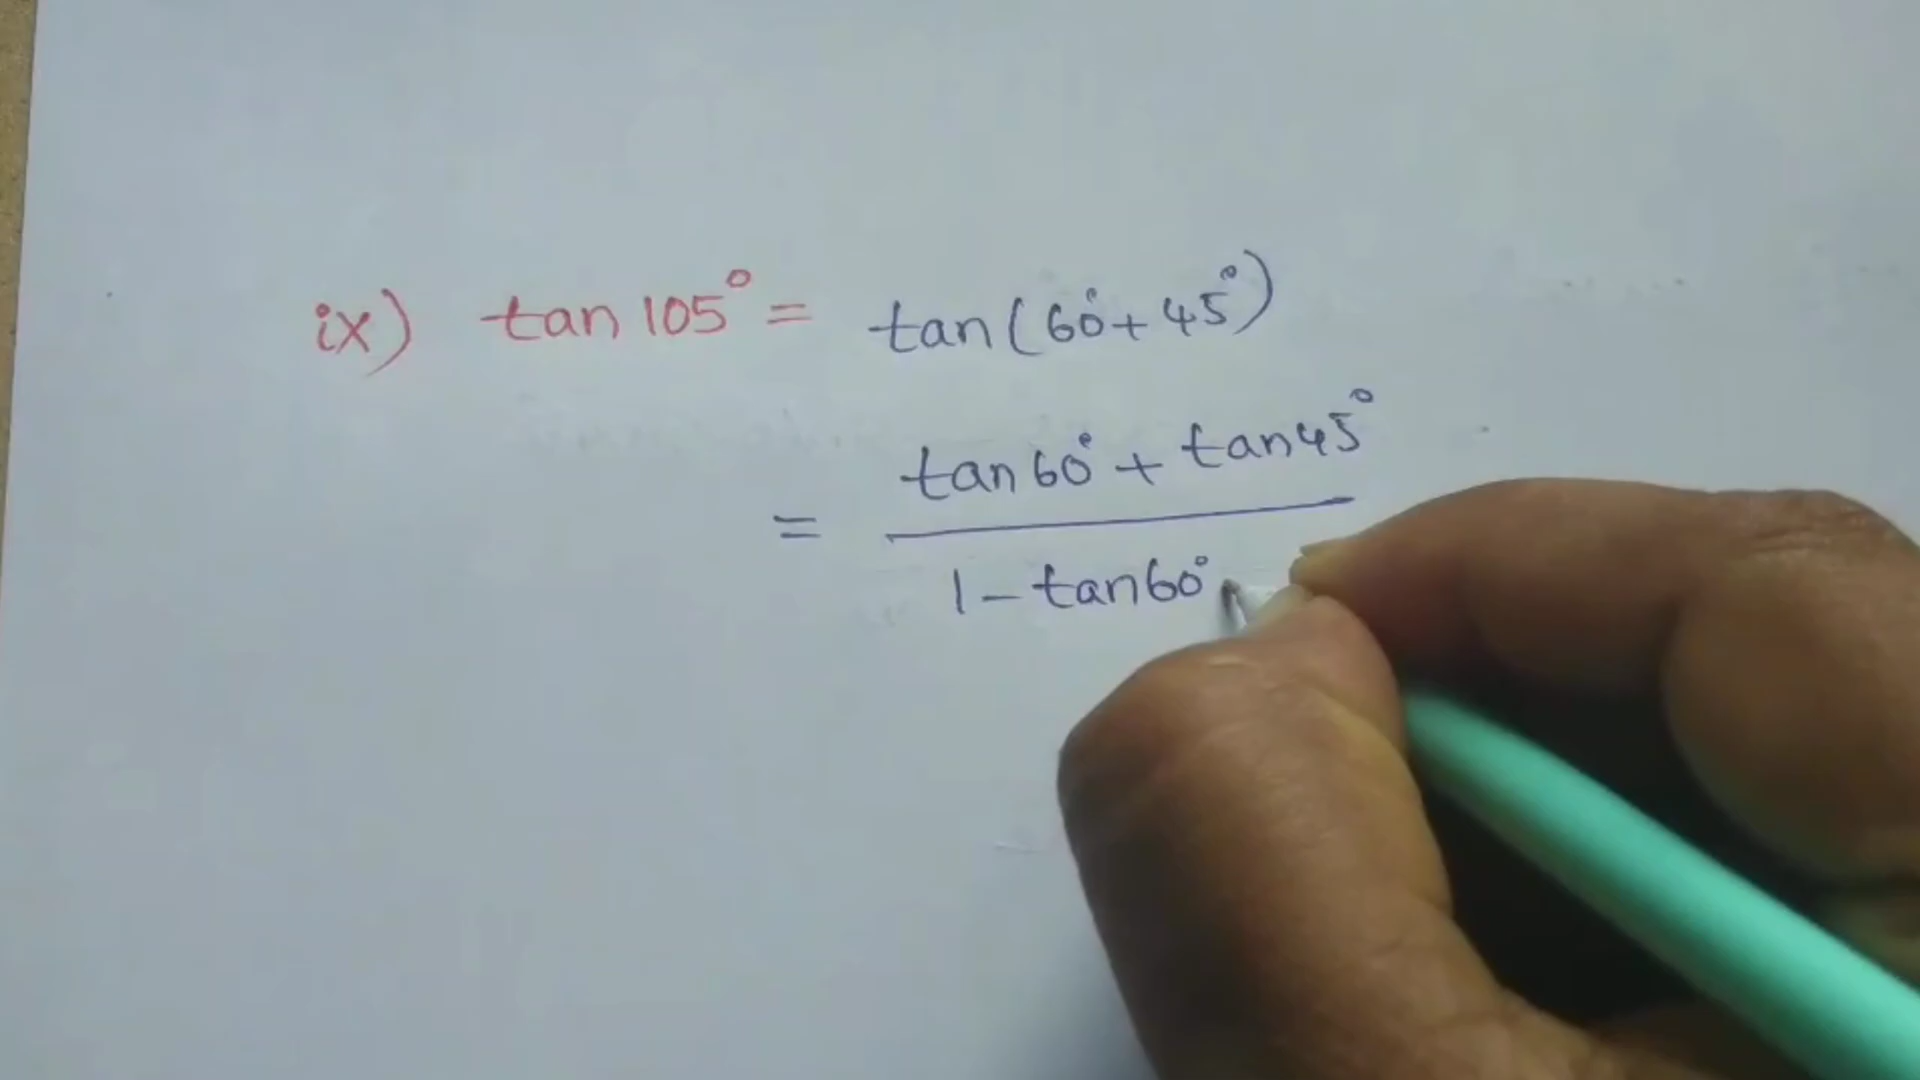 ix) tan 105° = tan (60° + 45°)
= tan 60° + tan 45°
1 - tan 60°